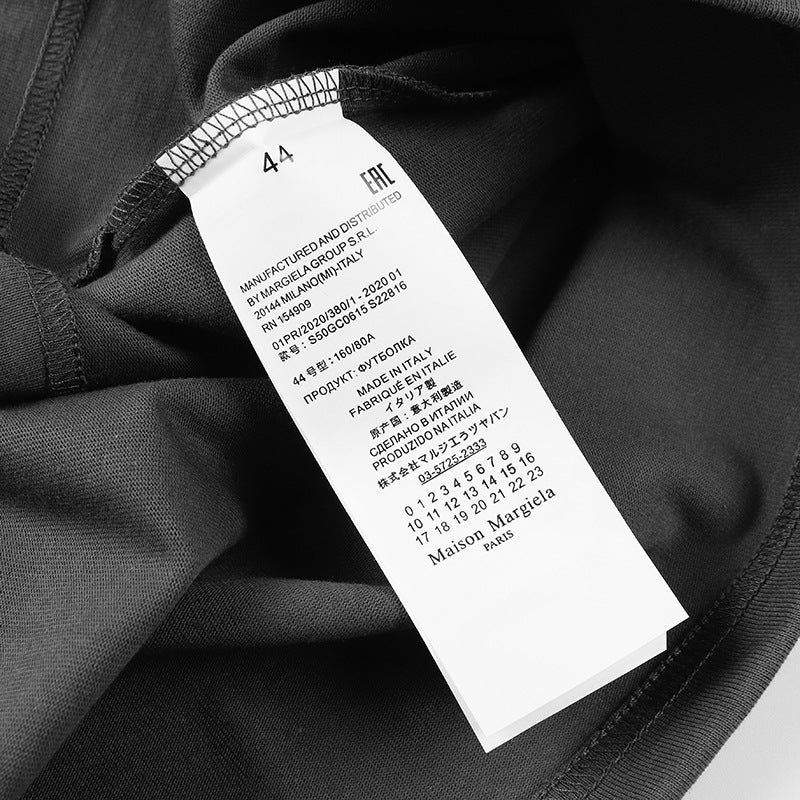 44
EAC
MANUFACTURED AND DISTRIBUTED
BY MARGIELA GROUP S.R.L.
20144 MILANO(MI)-ITALY
RN 154909
01PR/2020/380/1-2020 01
款号: S50GC0615 S22816
44 号型:160/80A
ПРОДУКТ: ФУТБОЛКА
MADE IN ITALY
FABRIQUÉ EN ITALIE
イタリア製
原产国:意大利制造
СДЕЛАНО В ИТАЛИИ
PRODUZIDO NA ITALIA
株式会社マルジエラジャパン
03-5725-2333
0 1 2 3 4 5 6 7 8 9
10 11 12 13 14 15 16
17 18 19 20 21 22 23
Maison Margiela
PARIS